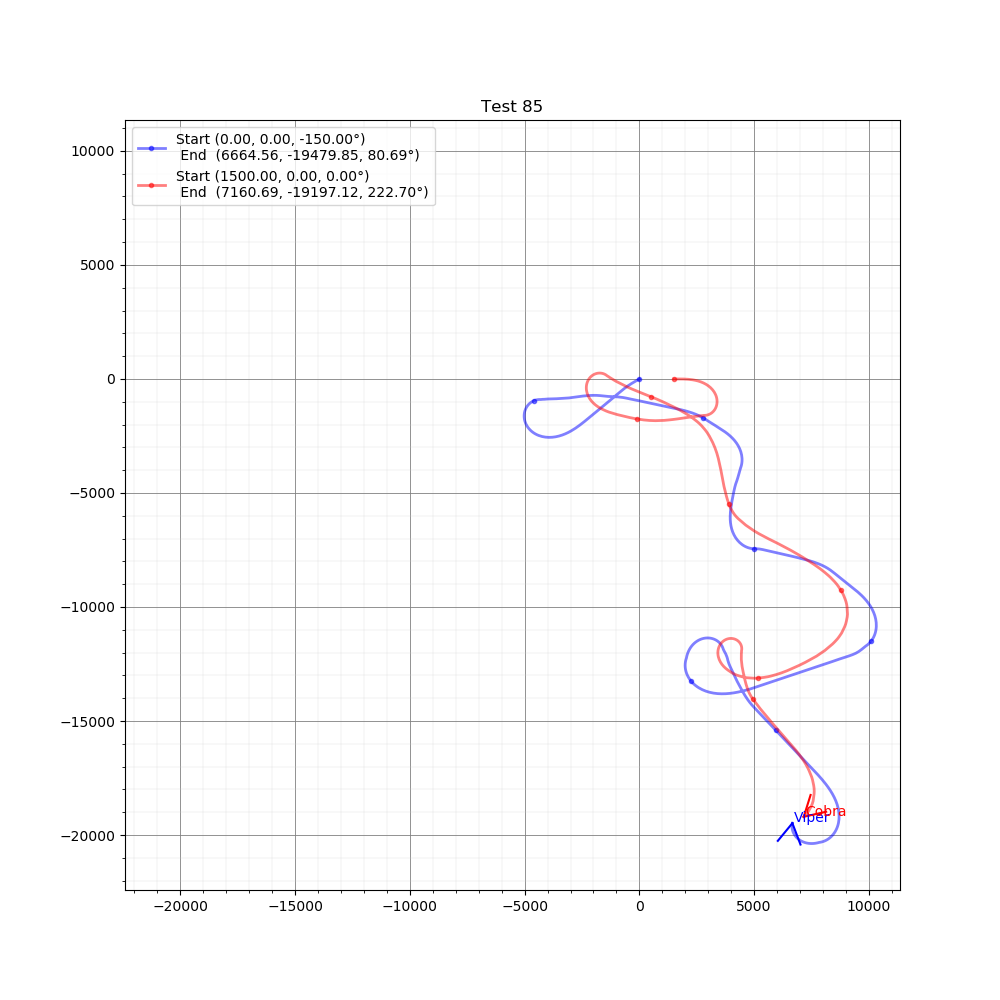 Test 85
Start (0.00, 0.00, -150.00°)
End  (6664.56, -19479.85, 80.69°)
Start (1500.00, 0.00, 0.00°)
End  (7160.69, -19197.12, 222.70°)
10000
5000
0
−5000
−10000
−15000
−20000
Cobra
Viper
−20000 −15000 −10000 −5000 0 5000 10000